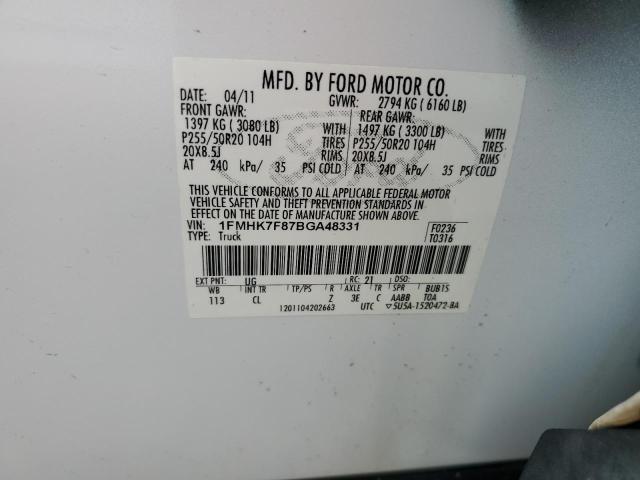 MFD. BY FORD MOTOR CO.
DATE: 04/11 GVWR: 2794 KG ( 6160 LB)
FRONT GAWR: REAR GAWR:
1397 KG ( 3080 LB) WITH 1497 KG ( 3300 LB) WITH
P255/50R20 104H TIRES P255/50R20 104H TIRES
20X8.5J RIMS 20X8.5J RIMS
AT 240 kPa/ 35 PSI COLD AT 240 kPa/ 35 PSI COLD
THIS VEHICLE CONFORMS TO ALL APPLICABLE FEDERAL MOTOR
VEHICLE SAFETY AND THEFT PREVENTION STANDARDS IN
EFFECT ON THE DATE OF MANUFACTURE SHOWN ABOVE.
VIN: 1FMHK7F87BGA48331 F0236
TYPE: Truck T0316
EXT PNT: UG RC: 21 DSO:
WB INT TR TP/PS R AXLE TR SPR BUB1S
113 CL Z 3E C AABB TOA
1201104202663 UTC ▽5U5A-1520472-BA